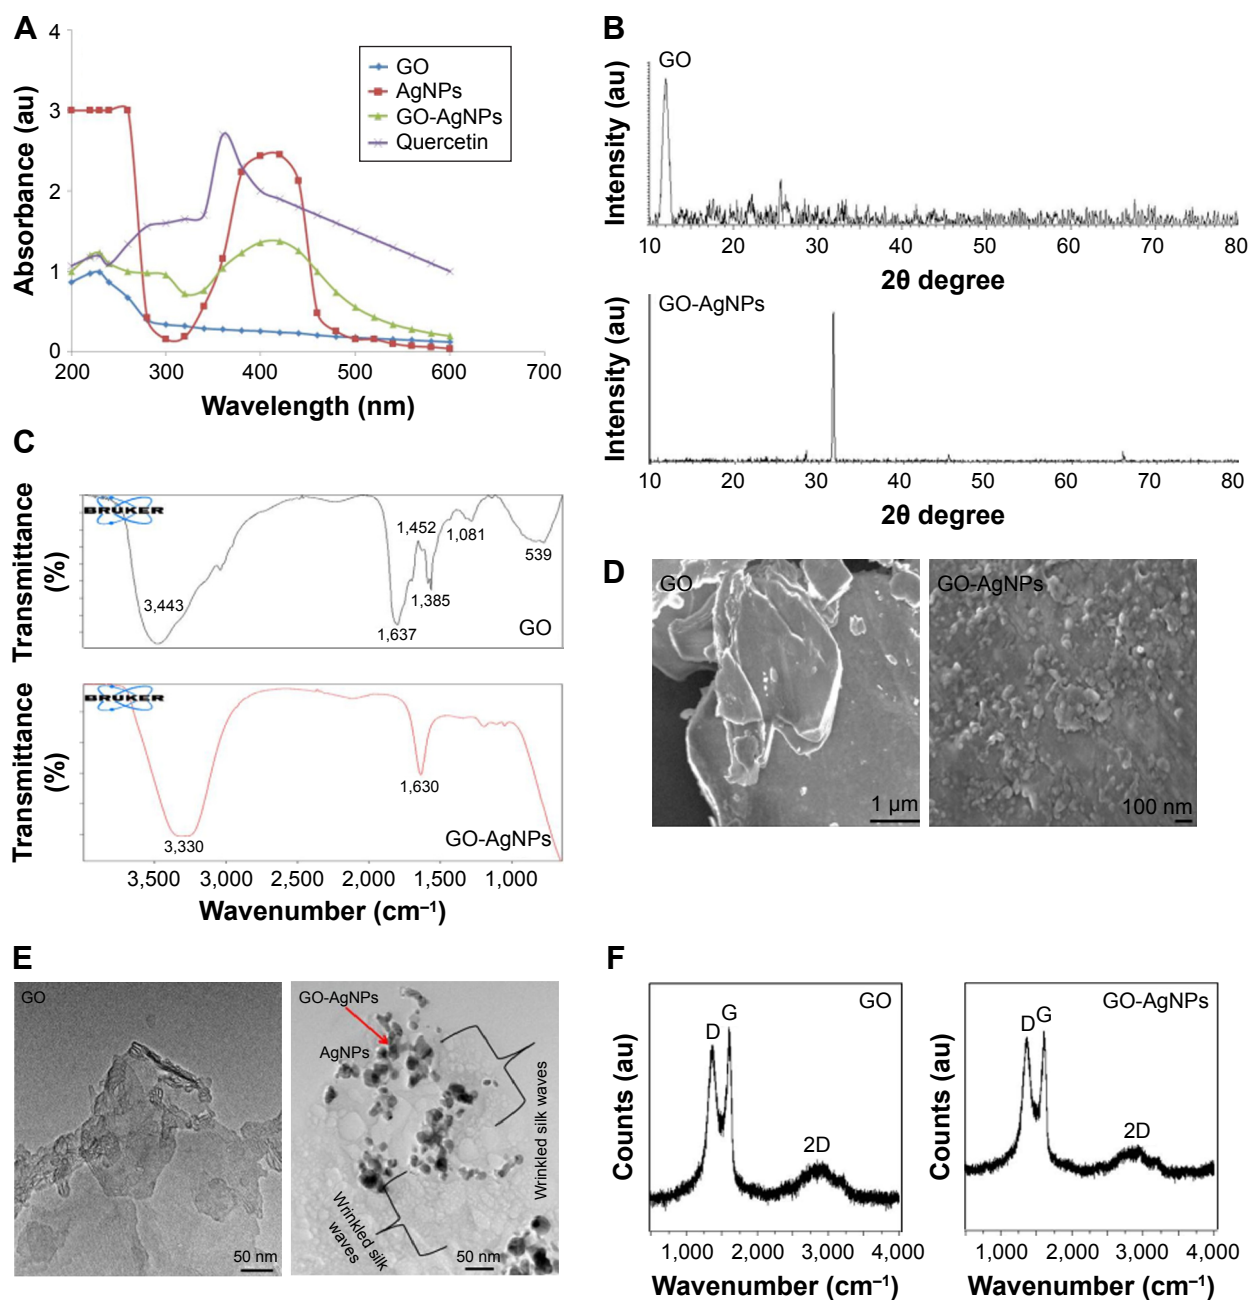 A
4
3
2
1
0
Absorbance (au)
200 300 400 500 600 700
Wavelength (nm)
GO
AgNPs
GO-AgNPs
Quercetin
B
GO
Intensity (au)
10 20 30 40 50 60 70 80
2θ degree
GO-AgNPs
Intensity (au)
10 20 30 40 50 60 70 80
2θ degree
C
BRUKER
Transmittance (%)
3,443
1,637
1,452
1,385
1,081
539
GO
BRUKER
Transmittance (%)
3,330
1,630
GO-AgNPs
3,500 3,000 2,500 2,000 1,500 1,000
Wavenumber (cm⁻¹)
D
GO
1 µm
GO-AgNPs
100 nm
E
GO
50 nm
GO-AgNPs
AgNPs
Wrinkled silk waves
Wrinkled silk
waves
50 nm
F
GO
D
G
2D
Counts (au)
1,000 2,000 3,000 4,000
Wavenumber (cm⁻¹)
GO-AgNPs
D
G
2D
Counts (au)
1,000 2,000 3,000 4,000
Wavenumber (cm⁻¹)